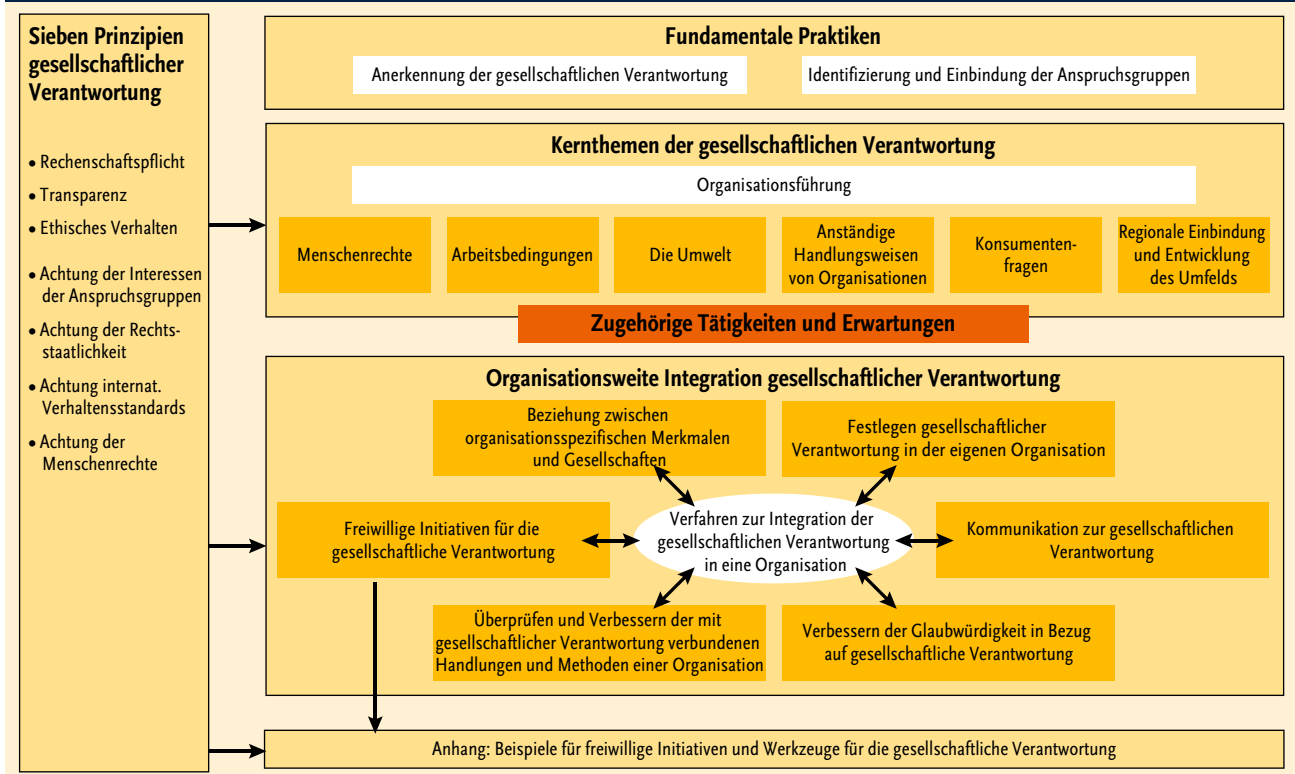 Sieben Prinzipien
gesellschaftlicher
Verantwortung
• Rechenschaftspflicht
• Transparenz
• Ethisches Verhalten
• Achtung der Interessen
der Anspruchsgruppen
• Achtung der Rechts-
staatlichkeit
• Achtung internat.
Verhaltensstandards
• Achtung der
Menschenrechte
Fundamentale Praktiken
Anerkennung der gesellschaftlichen Verantwortung
Identifizierung und Einbindung der Anspruchsgruppen
Kernthemen der gesellschaftlichen Verantwortung
Organisationsführung
Menschenrechte
Arbeitsbedingungen
Die Umwelt
Anständige
Handlungsweisen
von Organisationen
Konsumenten-
fragen
Regionale Einbindung
und Entwicklung
des Umfelds
Zugehörige Tätigkeiten und Erwartungen
Organisationsweite Integration gesellschaftlicher Verantwortung
Beziehung zwischen
organisationsspezifischen Merkmalen
und Gesellschaften
Festlegen gesellschaftlicher
Verantwortung in der eigenen Organisation
Freiwillige Initiativen für die
gesellschaftliche Verantwortung
Verfahren zur Integration der
gesellschaftlichen Verantwortung
in eine Organisation
Kommunikation zur gesellschaftlichen
Verantwortung
Überprüfen und Verbessern der mit
gesellschaftlicher Verantwortung verbundenen
Handlungen und Methoden einer Organisation
Verbessern der Glaubwürdigkeit in Bezug
auf gesellschaftliche Verantwortung
Anhang: Beispiele für freiwillige Initiativen und Werkzeuge für die gesellschaftliche Verantwortung